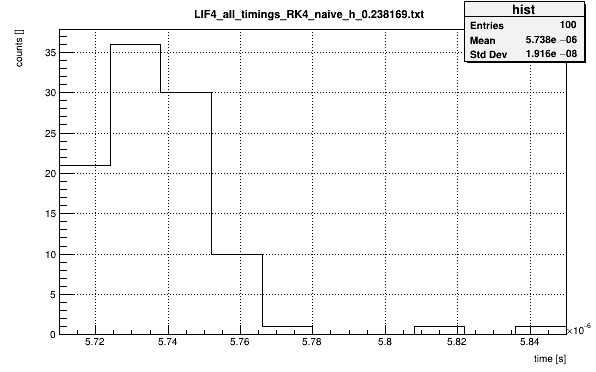 LIF4_all_timings_RK4_naive_h_0.238169.txt
hist
Entries 100
Mean 5.738e −06
Std Dev 1.916e −08
counts []
35
30
25
20
15
10
5
0
5.72 5.74 5.76 5.78 5.8 5.82 5.84
×10⁻⁶
time [s]